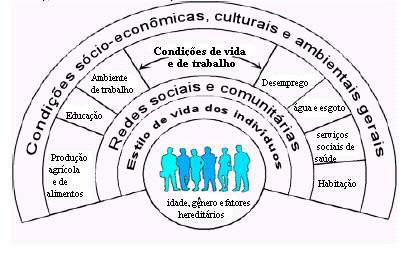 Condições sócio-econômicas, culturais e ambientais gerais
Condições de vida
e de trabalho
Ambiente
de trabalho
Desemprego
Educação
água e esgoto
Redes sociais e comunitárias
Estilo de vida dos indivíduos
serviços
sociais de
saúde
Produção
agrícola
e de
alimentos
Habitação
idade, gênero e fatores
hereditários